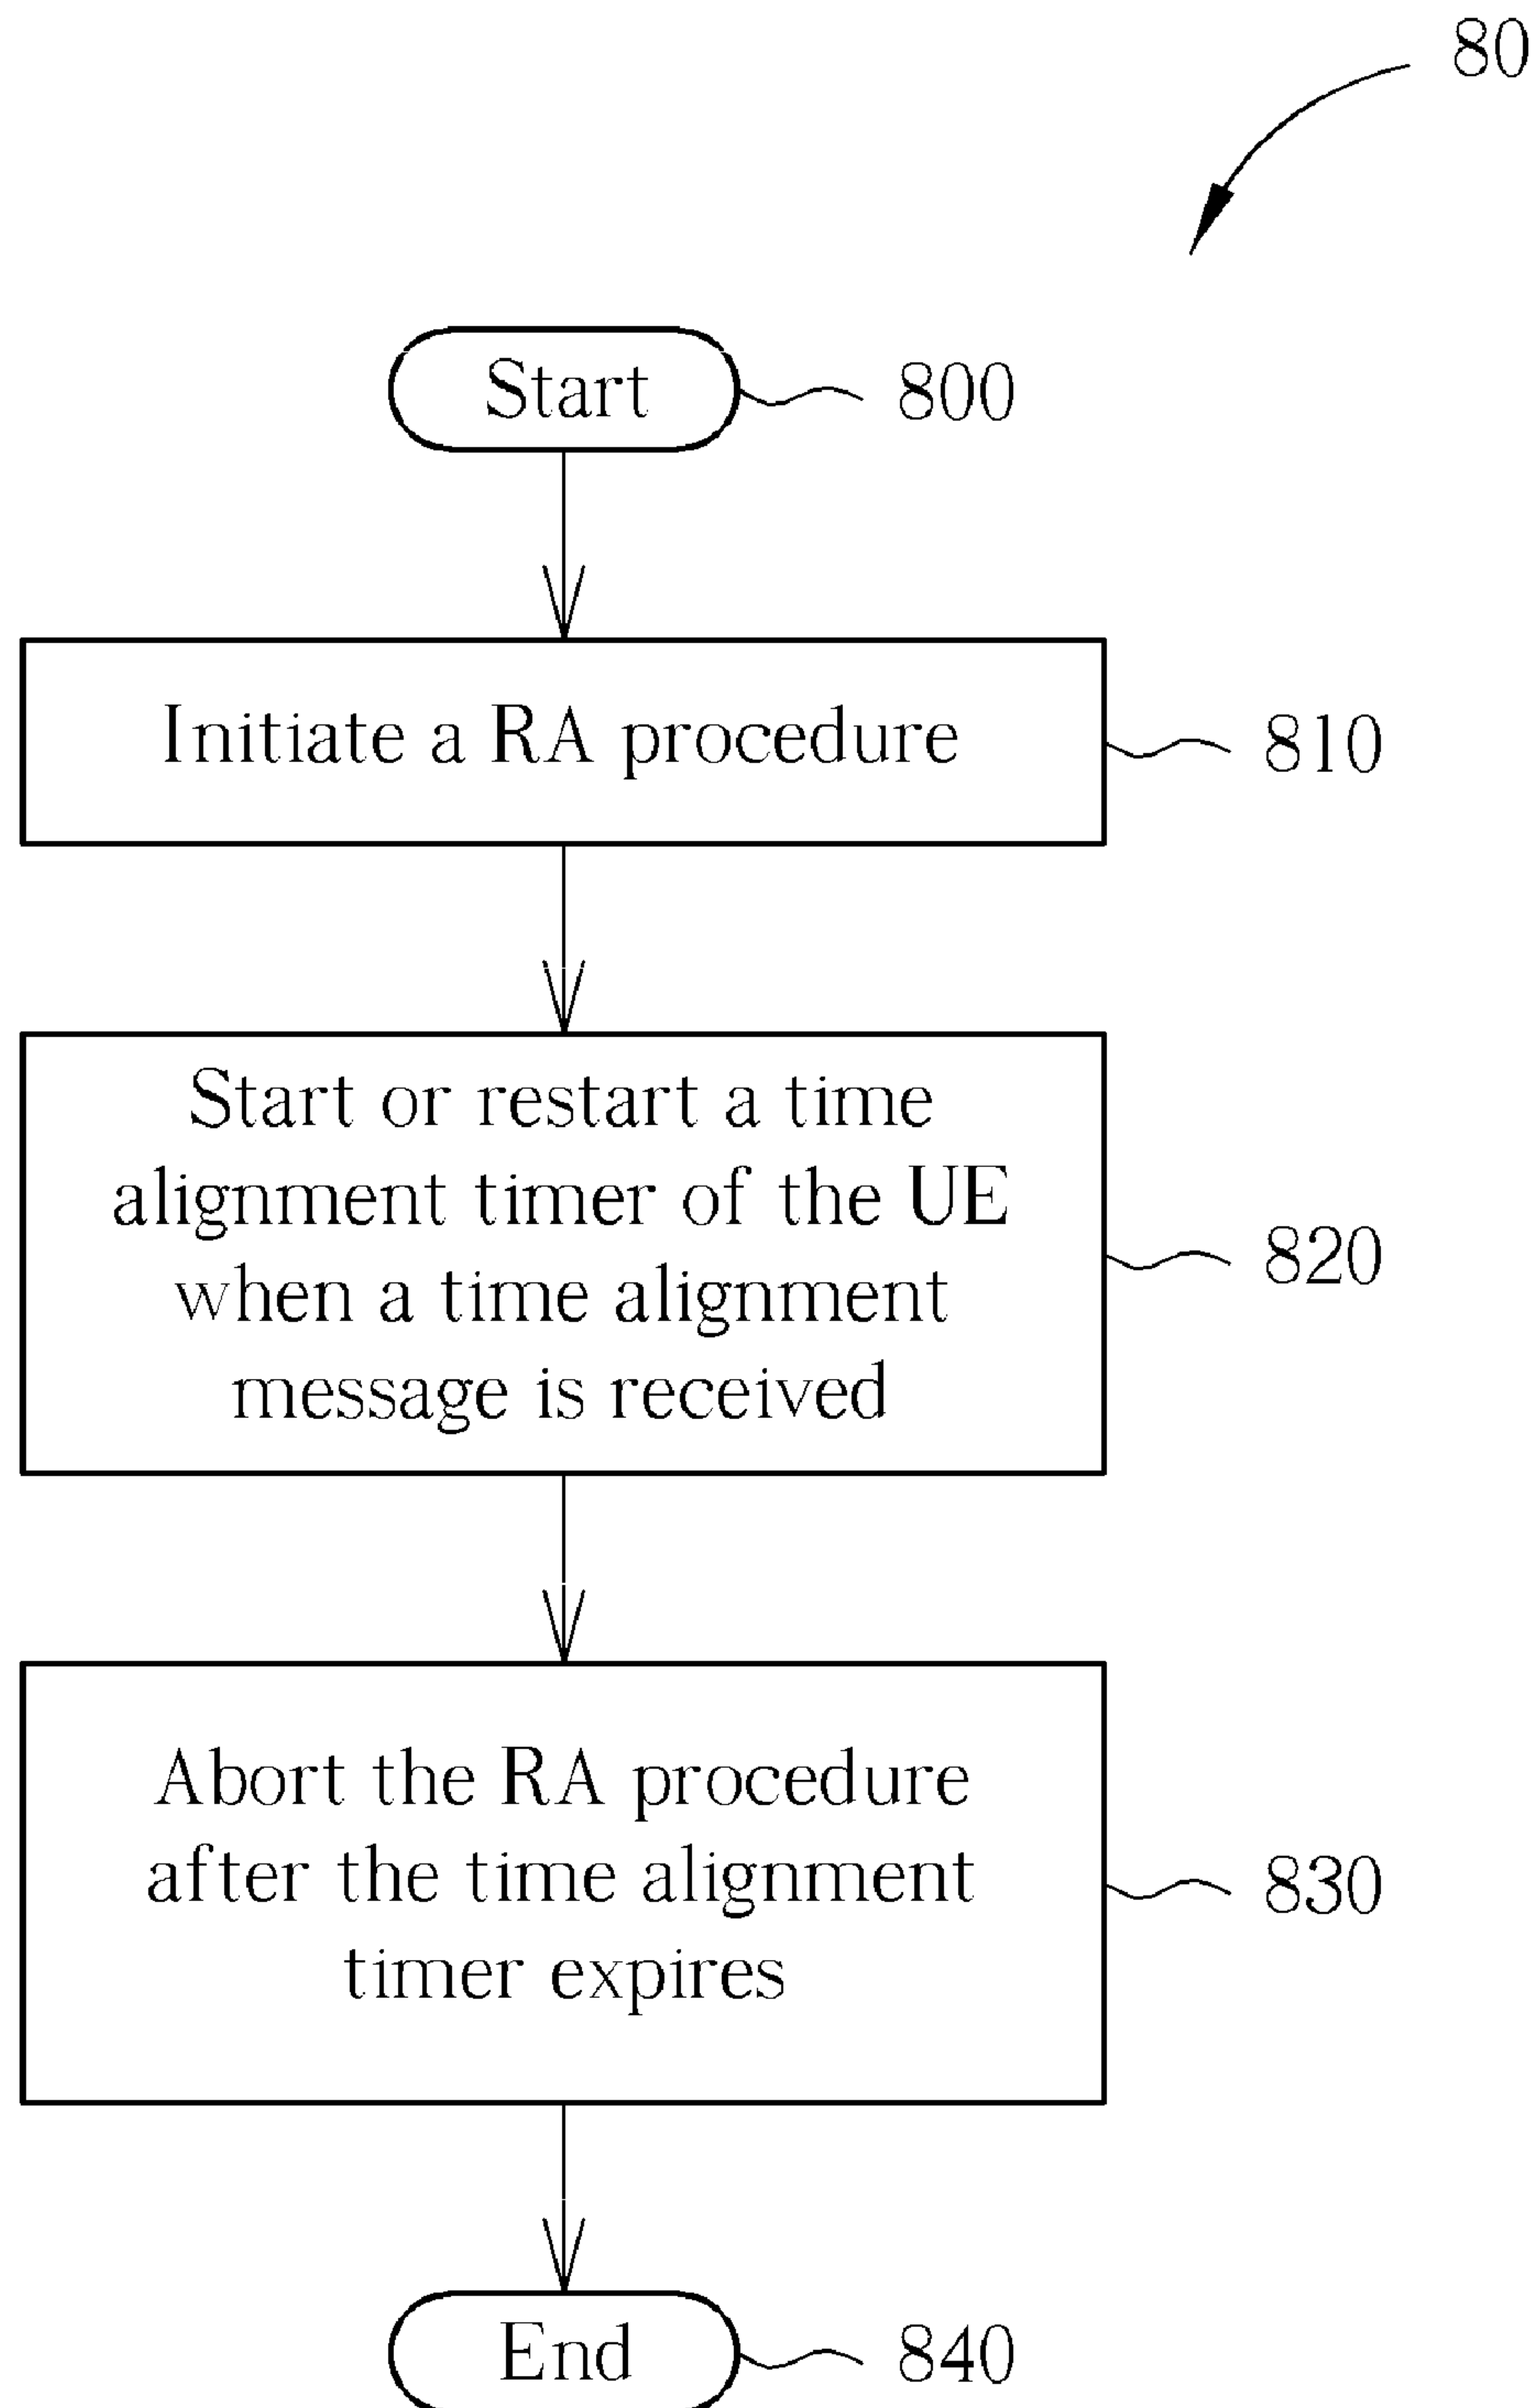 80
Start
800
Initiate a RA procedure
810
Start or restart a time
alignment timer of the UE
when a time alignment
message is received
820
Abort the RA procedure
after the time alignment
timer expires
830
End
840